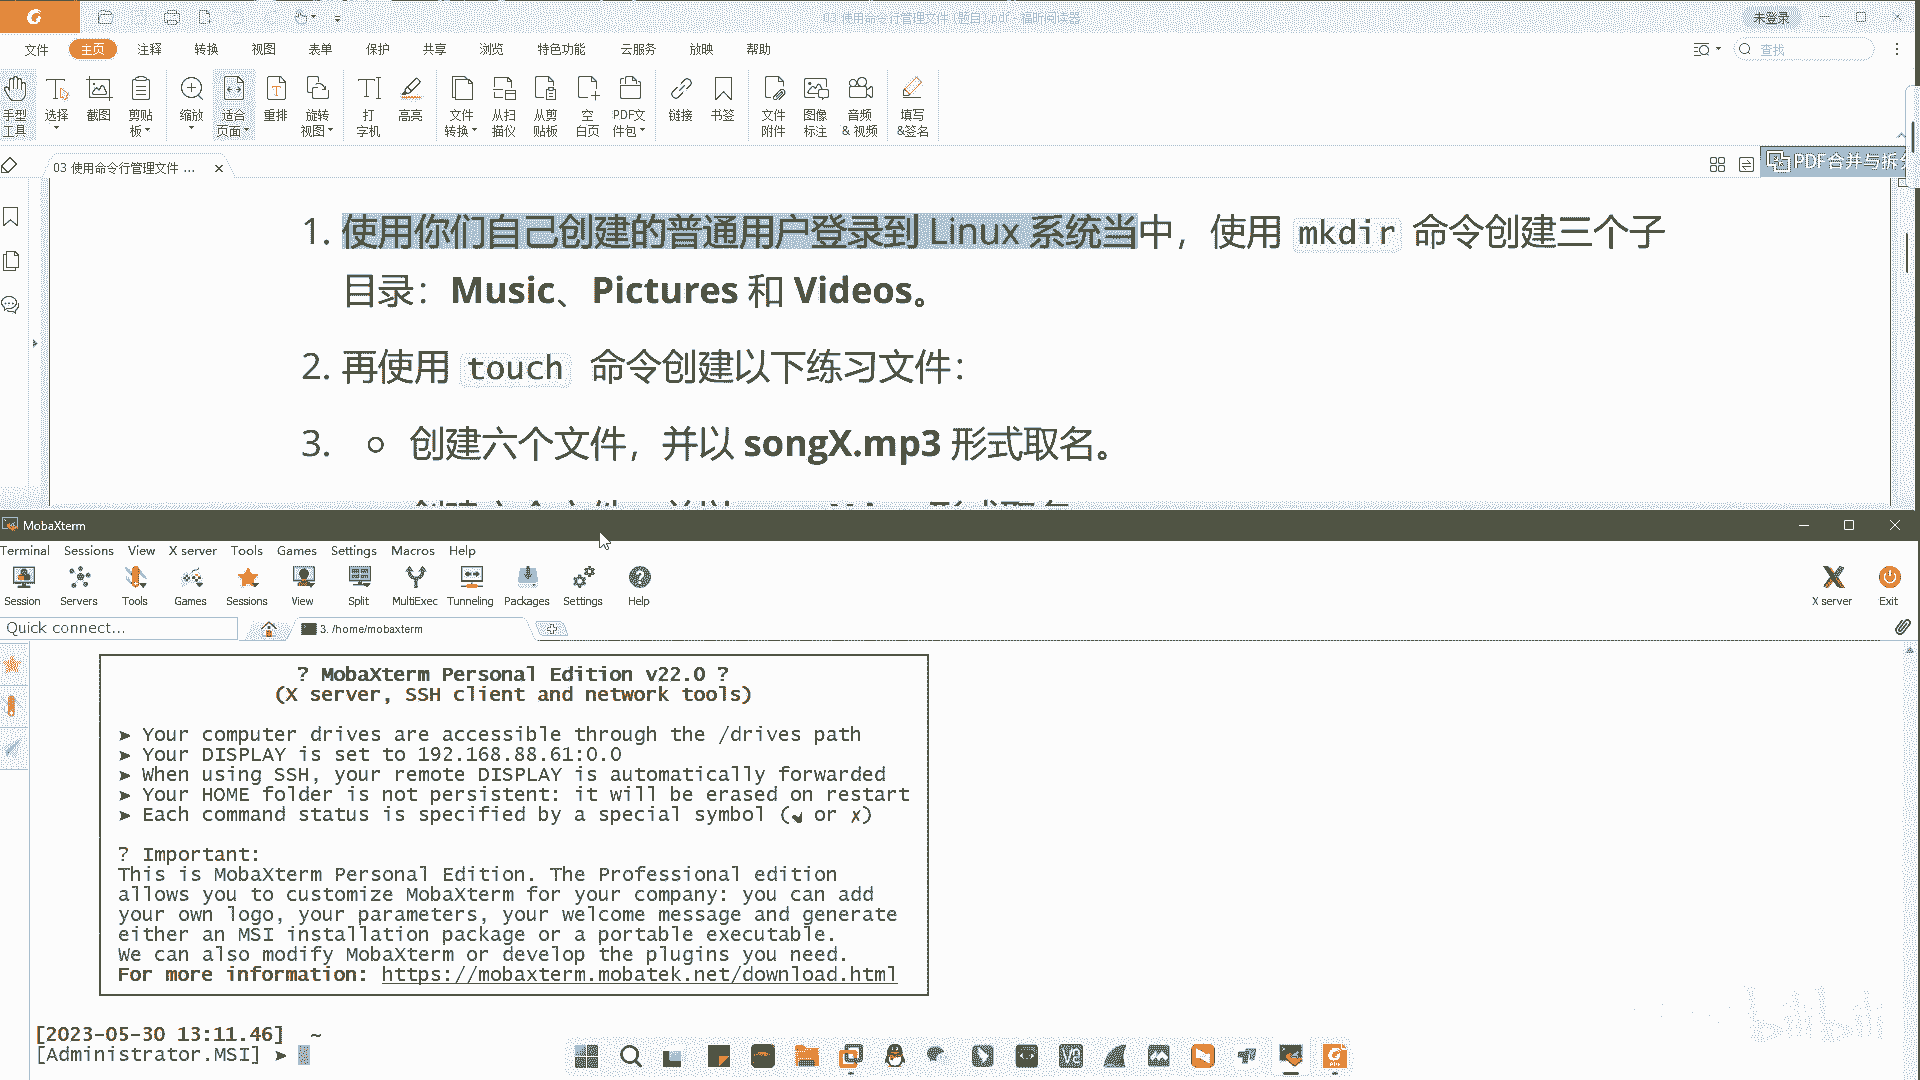 03 使用命令行管理文件 (题目).pdf - 福昕阅读器
未登录
文件 主页 注释 转换 视图 表单 保护 共享 浏览 特色功能 云服务 放映 帮助
查找
手型工具 选择 截图 剪贴板 缩放 适合页面 重排 旋转视图 打字机 高亮 文件转换 从扫描仪 从剪贴板 空白页 PDF文件包 链接 书签 文件附件 图像标注 音频&视频 填写&签名
03 使用命令行管理文件 ...
PDF合并与拆分
1. 使用你们自己创建的普通用户登录到 Linux 系统当中，使用 mkdir 命令创建三个子
目录：Music、Pictures 和 Videos。
2. 再使用 touch 命令创建以下练习文件：
3. ○ 创建六个文件，并以 songX.mp3 形式取名。
MobaXterm
Terminal Sessions View X server Tools Games Settings Macros Help
Session Servers Tools Games Sessions View Split MultiExec Tunneling Packages Settings Help
X server Exit
Quick connect...
3. /home/mobaxterm
? MobaXterm Personal Edition v22.0 ?
(X server, SSH client and network tools)
➤ Your computer drives are accessible through the /drives path
➤ Your DISPLAY is set to 192.168.88.61:0.0
➤ When using SSH, your remote DISPLAY is automatically forwarded
➤ Your HOME folder is not persistent: it will be erased on restart
➤ Each command status is specified by a special symbol (✔ or ✗)
? Important:
This is MobaXterm Personal Edition. The Professional edition
allows you to customize MobaXterm for your company: you can add
your own logo, your parameters, your welcome message and generate
either an MSI installation package or a portable executable.
We can also modify MobaXterm or develop the plugins you need.
For more information: https://mobaxterm.mobatek.net/download.html
[2023-05-30 13:11.46] ~
[Administrator.MSI] ➤
bilibili